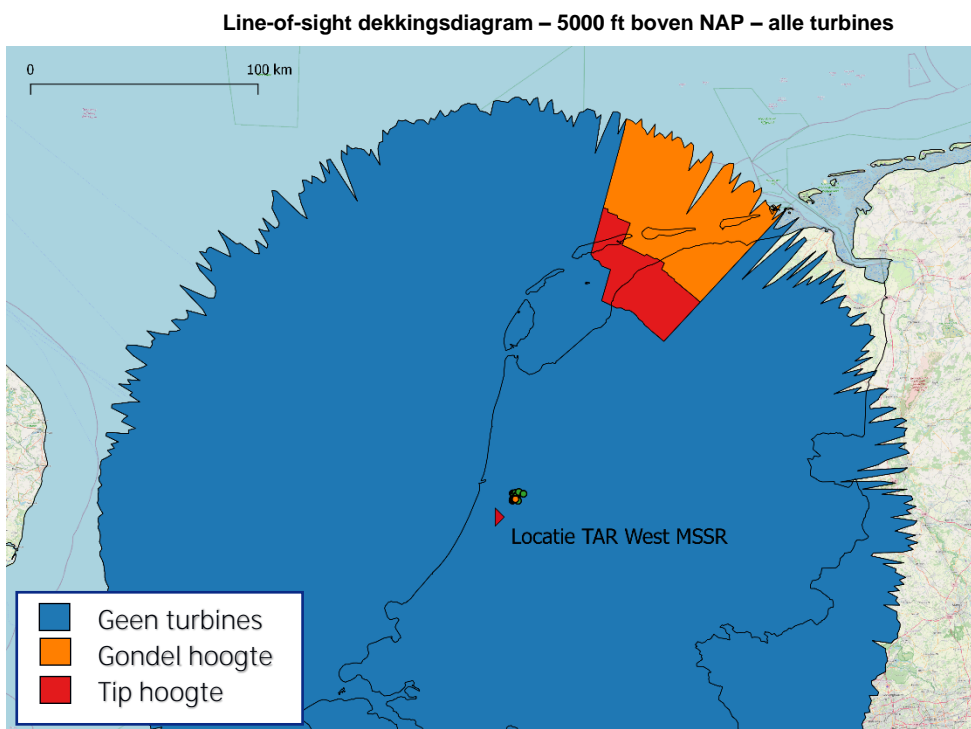 Line-of-sight dekkingsdiagram – 5000 ft boven NAP – alle turbines
0
100 km
Locatie TAR West MSSR
Geen turbines
Gondel hoogte
Tip hoogte